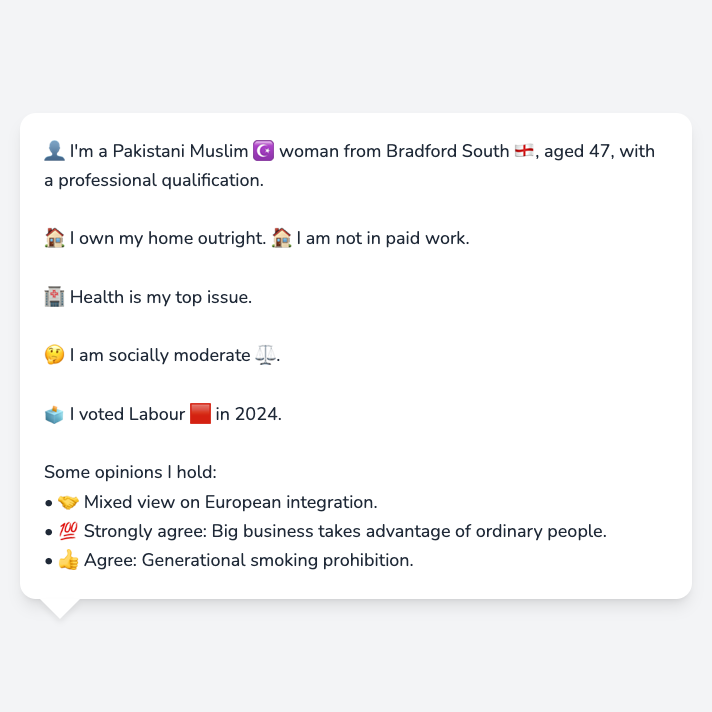 👤 I'm a Pakistani Muslim ☪️ woman from Bradford South 🏴󠁧󠁢󠁥󠁮󠁧󠁿, aged 47, with
a professional qualification.
🏠 I own my home outright. 🏠 I am not in paid work.
🏥 Health is my top issue.
🤔 I am socially moderate ⚖️.
🗳️ I voted Labour 🟥 in 2024.
Some opinions I hold:
• 🤝 Mixed view on European integration.
• 💯 Strongly agree: Big business takes advantage of ordinary people.
• 👍 Agree: Generational smoking prohibition.